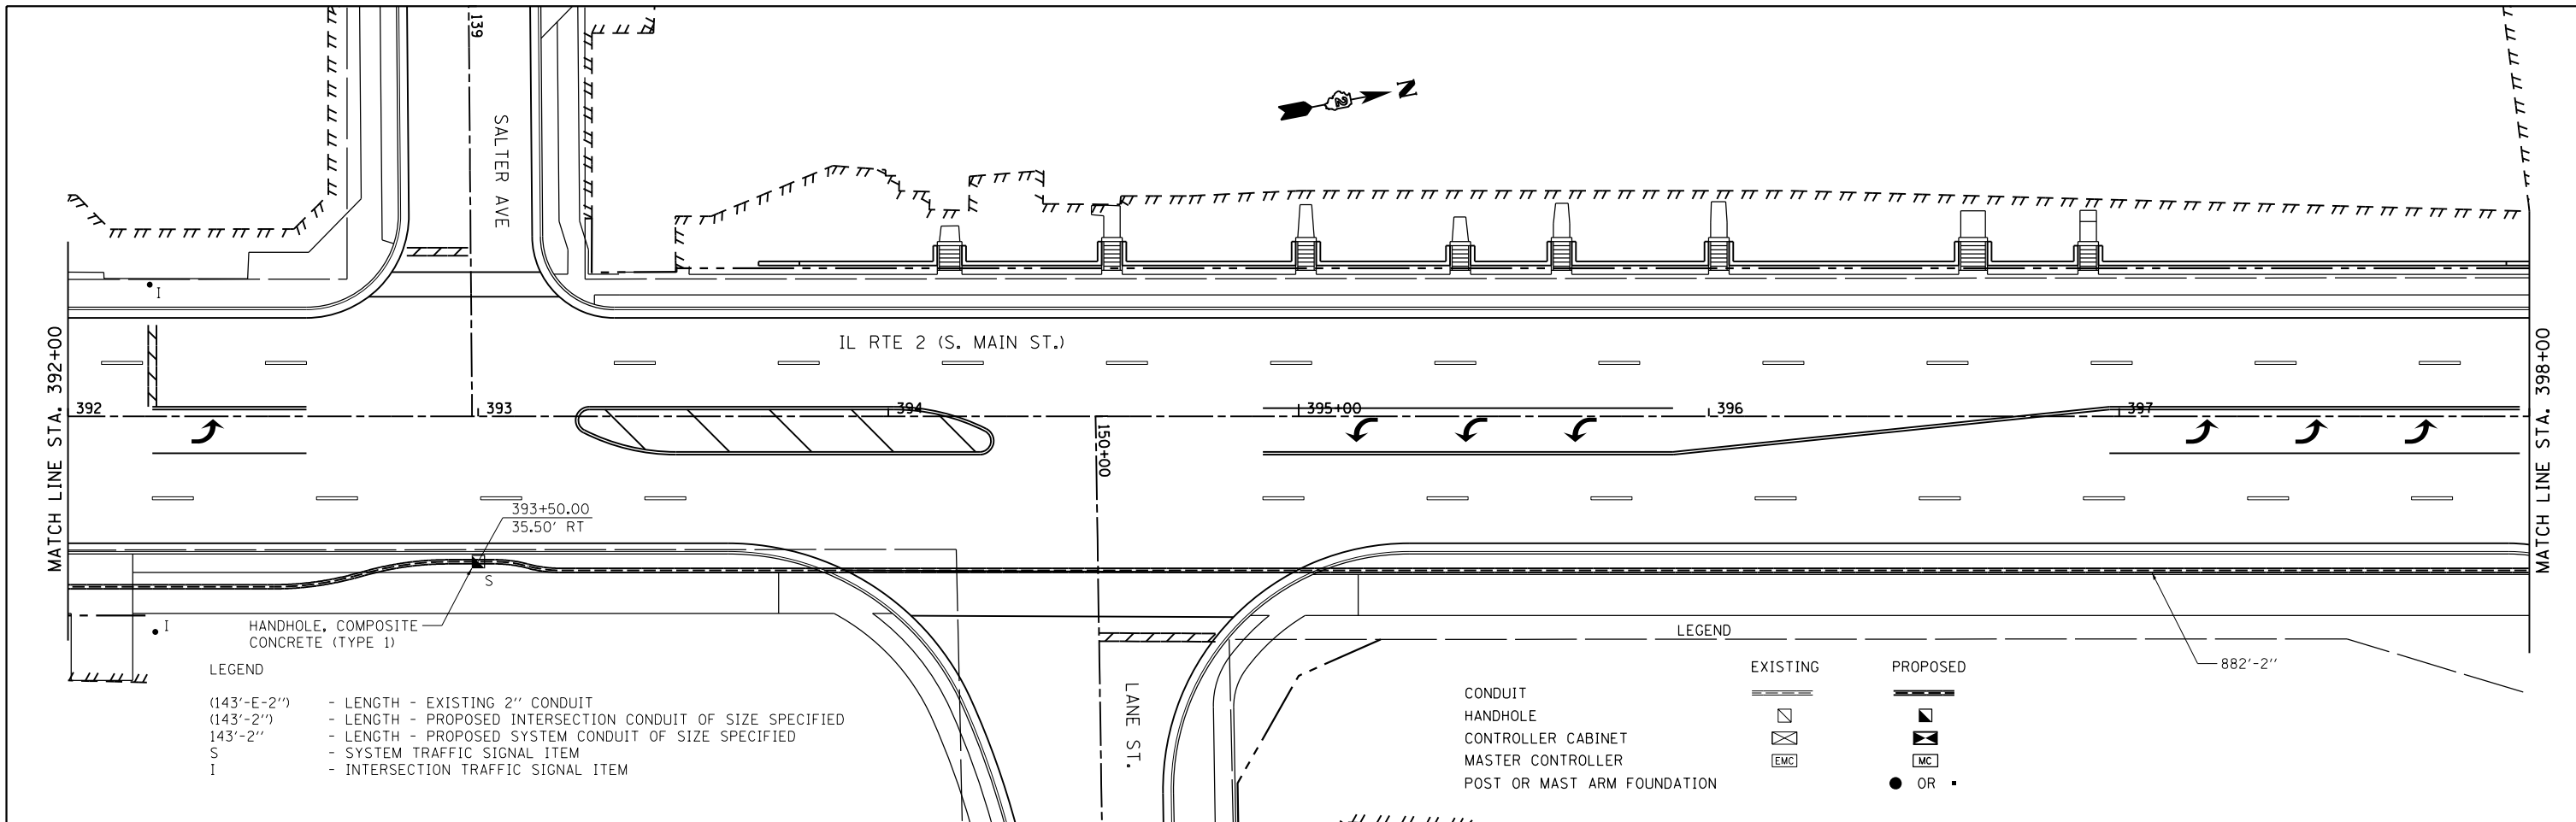 139
SALTER AVE
N
2
MATCH LINE STA. 392+00
MATCH LINE STA. 398+00
IL RTE 2 (S. MAIN ST.)
392
393
394
395+00
396
397
150+00
I
393+50.00
35.50' RT
S
I
HANDHOLE, COMPOSITE
CONCRETE (TYPE 1)
882'-2"
LANE ST.
LEGEND
(143'-E-2") - LENGTH - EXISTING 2" CONDUIT
(143'-2") - LENGTH - PROPOSED INTERSECTION CONDUIT OF SIZE SPECIFIED
143'-2" - LENGTH - PROPOSED SYSTEM CONDUIT OF SIZE SPECIFIED
S - SYSTEM TRAFFIC SIGNAL ITEM
I - INTERSECTION TRAFFIC SIGNAL ITEM
LEGEND
EXISTING PROPOSED
CONDUIT
HANDHOLE
CONTROLLER CABINET
MASTER CONTROLLER EMC MC
POST OR MAST ARM FOUNDATION OR